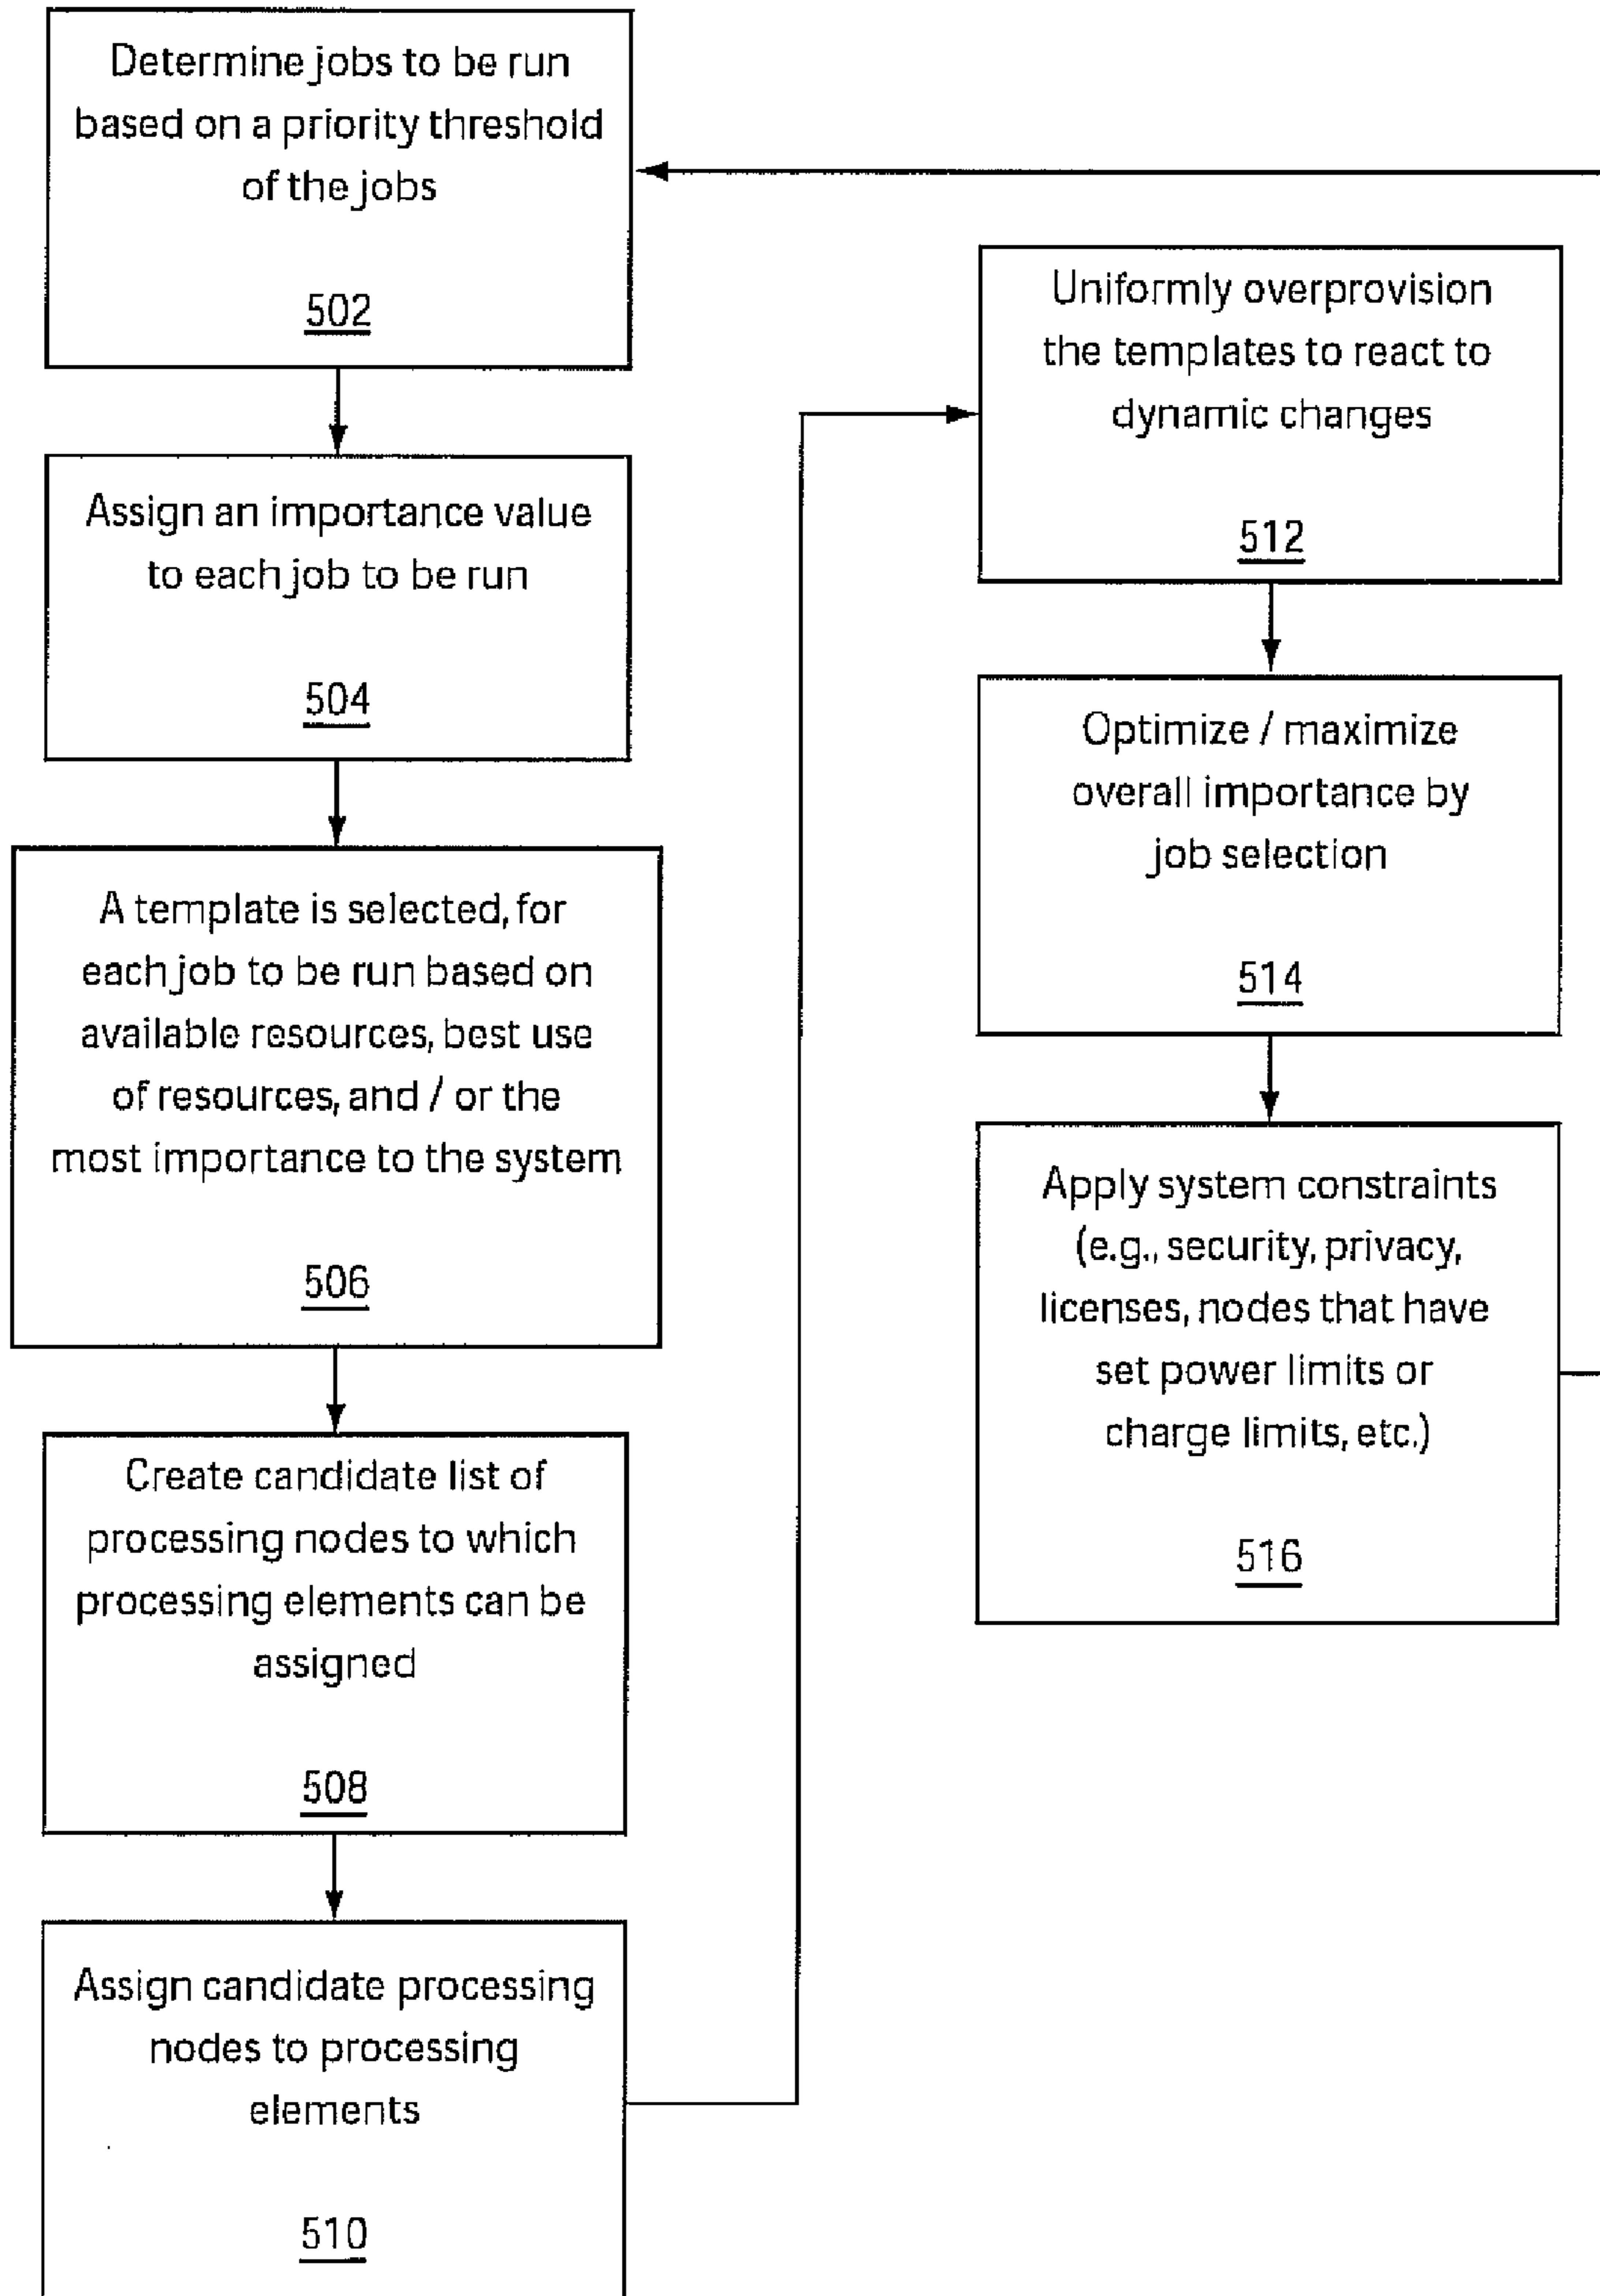 Determine jobs to be run
based on a priority threshold
of the jobs
502
Assign an importance value
to each job to be run
504
A template is selected, for
each job to be run based on
available resources, best use
of resources, and / or the
most importance to the system
506
Create candidate list of
processing nodes to which
processing elements can be
assigned
508
Assign candidate processing
nodes to processing
elements
510
Uniformly overprovision
the templates to react to
dynamic changes
512
Optimize / maximize
overall importance by
job selection
514
Apply system constraints
(e.g., security, privacy,
licenses, nodes that have
set power limits or
charge limits, etc.)
516